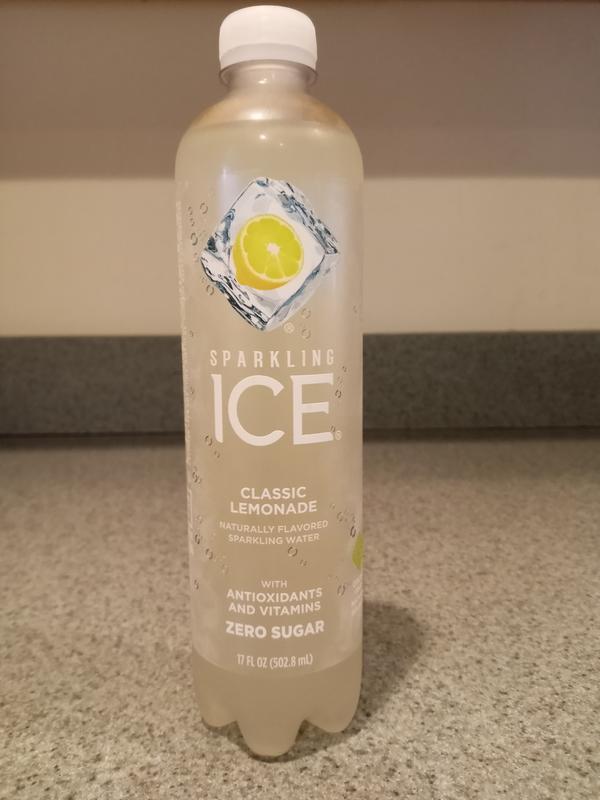 SPARKLING
ICE®
CLASSIC
LEMONADE
NATURALLY FLAVORED
SPARKLING WATER
WITH
ANTIOXIDANTS
AND VITAMINS
ZERO SUGAR
17 FL OZ (502.8 mL)